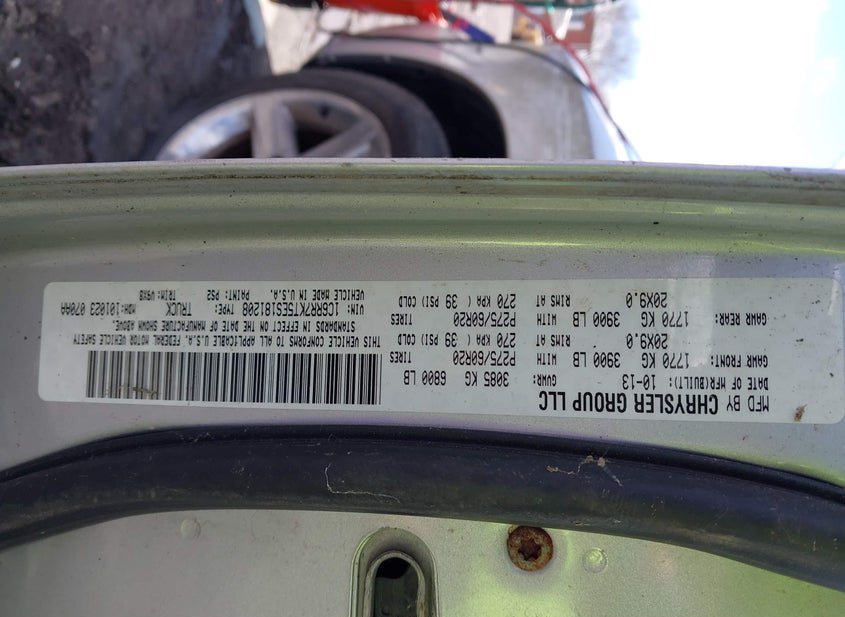 MFD BY CHRYSLER GROUP LLC
DATE OF MFR(BUILT): 10-13 GVWR: 3085 KG 6800 LB
GAWR FRONT: 1770 KG 3900 LB WITH P275/60R20 TIRES
20X9.0 RIMS AT 270 KPA ( 39 PSI) COLD
GAWR REAR: 1770 KG 3900 LB WITH P275/60R20 TIRES
20X9.0 RIMS AT 270 KPA ( 39 PSI) COLD
THIS VEHICLE CONFORMS TO ALL APPLICABLE U.S.A. FEDERAL MOTOR VEHICLE SAFETY
STANDARDS IN EFFECT ON THE DATE OF MANUFACTURE SHOWN ABOVE.
VIN: 1C6RR7KT5ES181208 TYPE: TRUCK MDH:101023 070AA
VEHICLE MADE IN U.S.A. PAINT: PS2 TRIM: